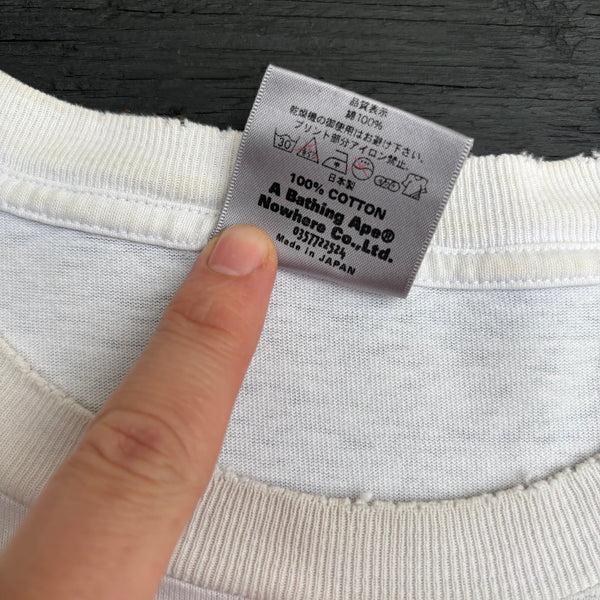 品質表示
綿100%
乾燥機の御使用はお避け下さい。
プリント部分アイロン禁止。
30
日本製
100% COTTON
A Bathing Ape®
Nowhere Co.,Ltd.
0357722524
Made in JAPAN